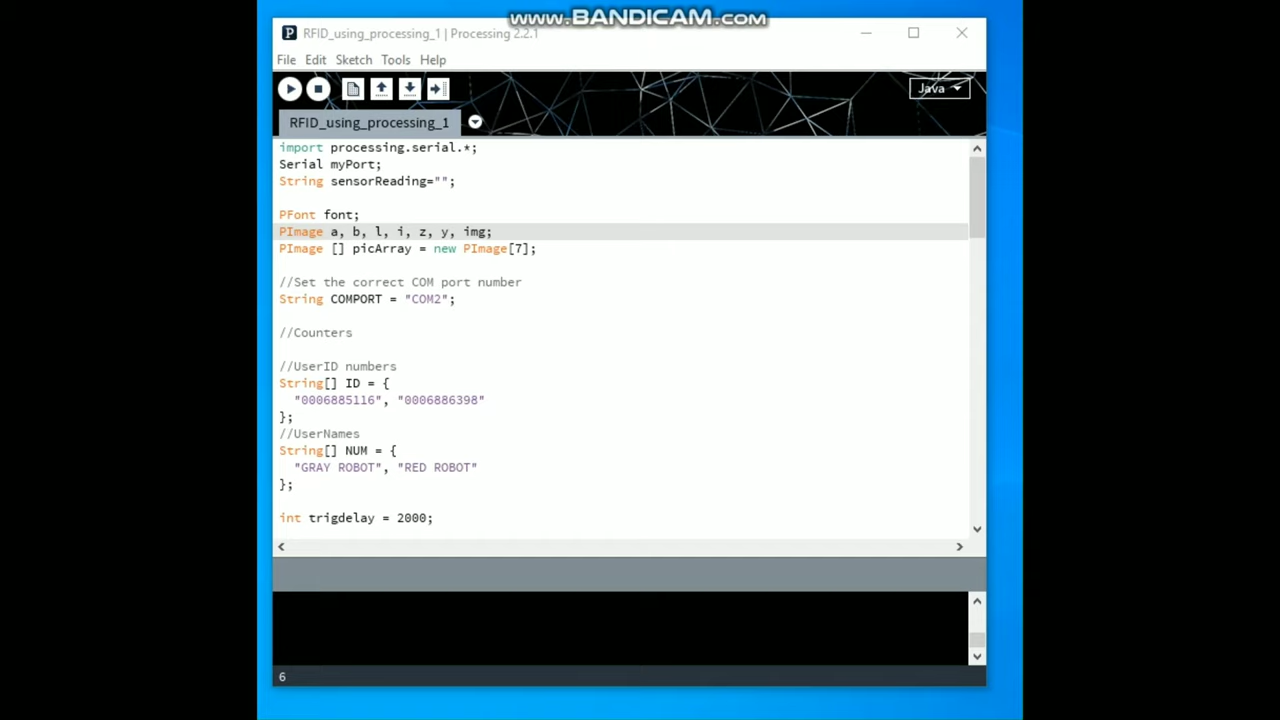 www.BANDICAM.com
RFID_using_processing_1 | Processing 2.2.1
File Edit Sketch Tools Help
Java
RFID_using_processing_1
import processing.serial.*;
Serial myPort;
String sensorReading="";
PFont font;
PImage a, b, l, i, z, y, img;
PImage [] picArray = new PImage[7];
//Set the correct COM port number
String COMPORT = "COM2";
//Counters
//UserID numbers
String[] ID = {
"0006885116", "0006886398"
};
//UserNames
String[] NUM = {
"GRAY ROBOT", "RED ROBOT"
};
int trigdelay = 2000;
6